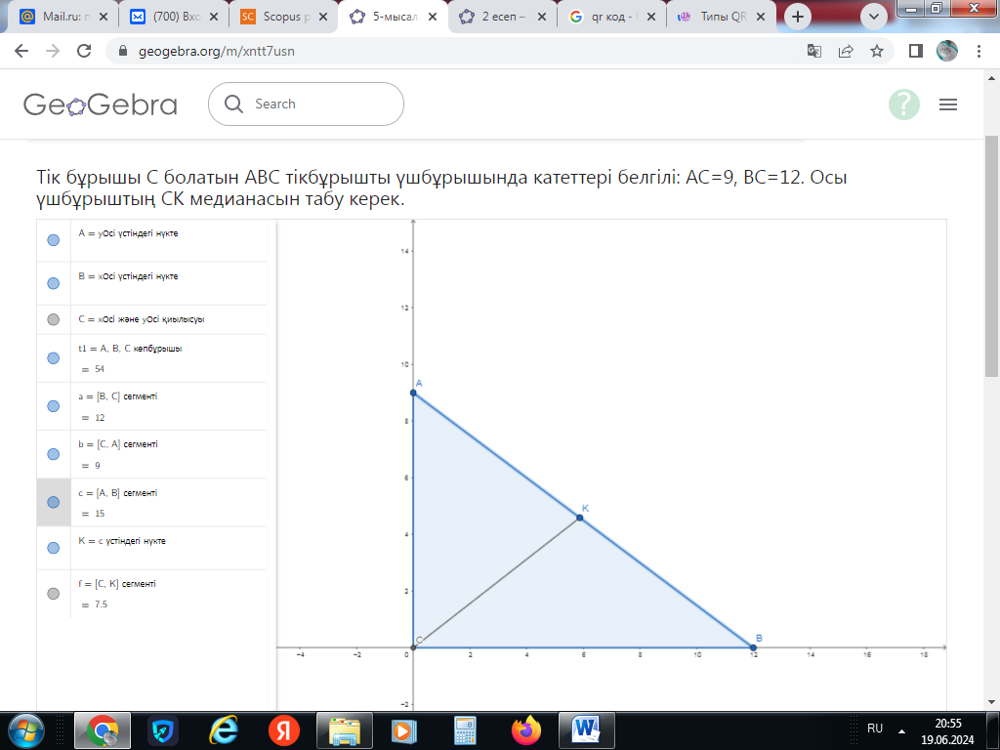 Mail.ru: п
(700) Вхо
Scopus p
5-мысал
2 есеп –
qr код -
Типы QR
geogebra.org/m/xntt7usn
GeoGebra
Search
?
Тік бұрышы С болатын АВС тікбұрышты үшбұрышында катеттері белгілі: АС=9, ВС=12. Осы
үшбұрыштың СК медианасын табу керек.
A = yОсі үстіндегі нүкте
B = xОсі үстіндегі нүкте
C = xОсі және yОсі қиылысуы
t1 = A, B, C көпбұрышы
= 54
a = [B, C] сегменті
= 12
b = [C, A] сегменті
= 9
c = [A, B] сегменті
= 15
K = c үстіндегі нүкте
f = [C, K] сегменті
= 7.5
14
12
10
A
8
6
K
4
2
C
B
-4 -2 0 2 4 6 8 10 12 14 16 18
-2
RU
20:55
19.06.2024